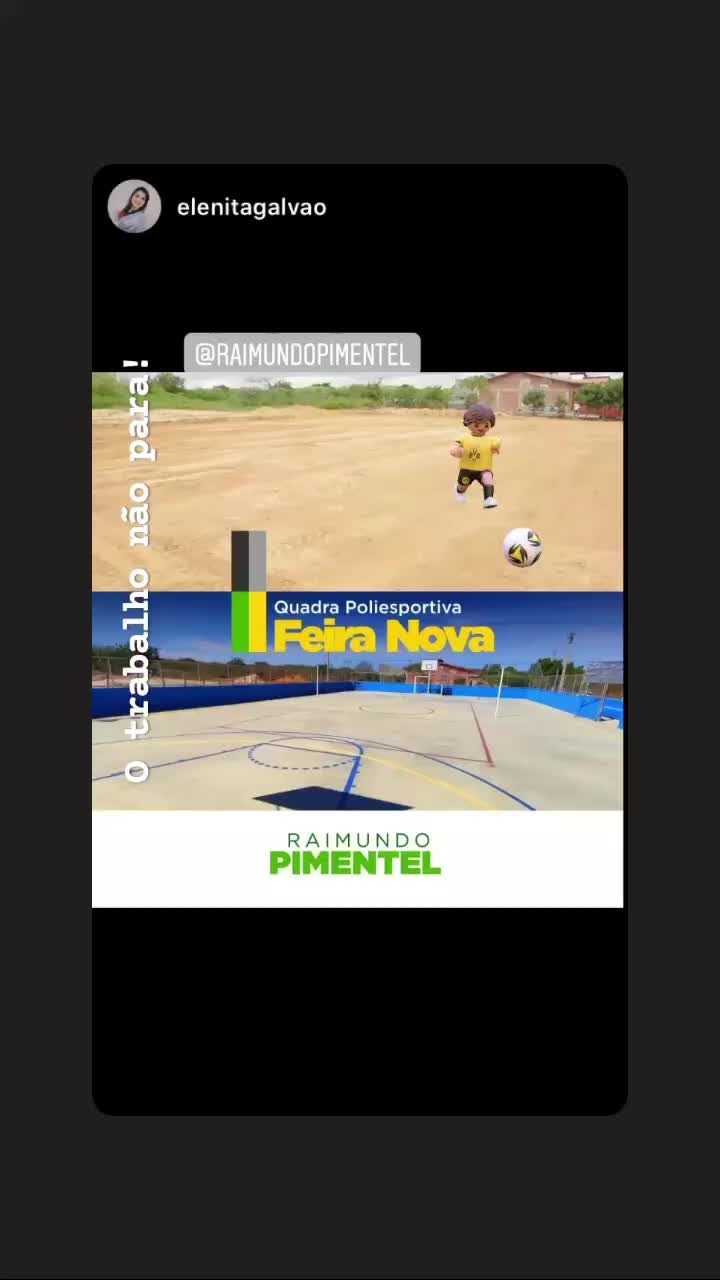 elenitagalvao
@RAIMUNDOPIMENTEL
O trabalho não para!
Quadra Poliesportiva
Feira Nova
RAIMUNDO
PIMENTEL